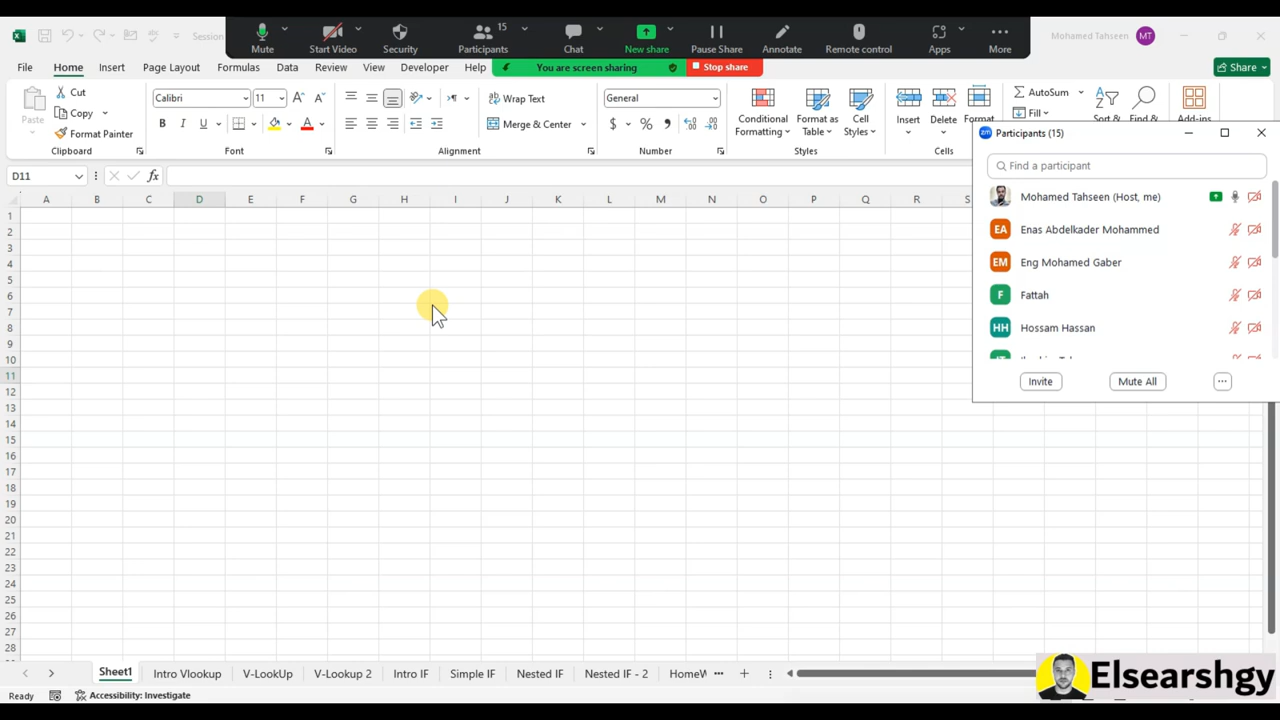 15
Mute
Start Video
Security
Participants
Chat
New share
Pause Share
Annotate
Remote control
Apps
More
Session
Mohamed Tahseen
MT
File
Home
Insert
Page Layout
Formulas
Data
Review
View
Developer
Help
You are screen sharing
Stop share
Share
Paste
Cut
Copy
Format Painter
Clipboard
Calibri
11
Font
Wrap Text
Merge & Center
Alignment
General
Number
Conditional
Formatting
Format as
Table
Cell
Styles
Styles
Insert
Delete
Format
Cells
AutoSum
Fill
Sort &
Find &
Add-ins
Participants (15)
Find a participant
Mohamed Tahseen (Host, me)
EA Enas Abdelkader Mohammed
EM Eng Mohamed Gaber
F Fattah
HH Hossam Hassan
Invite
Mute All
D11
fx
A B C D E F G H I J K L M N O P Q R S
1
2
3
4
5
6
7
8
9
10
11
12
13
14
15
16
17
18
19
20
21
22
23
24
25
26
27
28
Sheet1
Intro Vlookup
V-LookUp
V-Lookup 2
Intro IF
Simple IF
Nested IF
Nested IF - 2
HomeW
Ready
Accessibility: Investigate
Elsearshgy